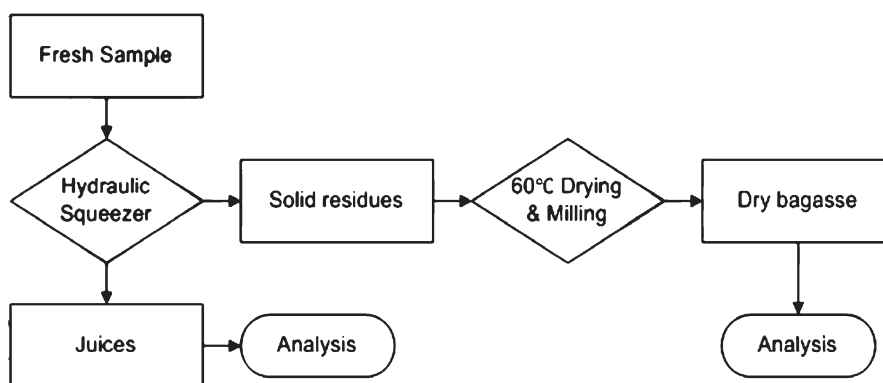 Fresh Sample
Hydraulic
Squeezer
Solid residues
60℃ Drying
& Milling
Dry bagasse
Juices
Analysis
Analysis